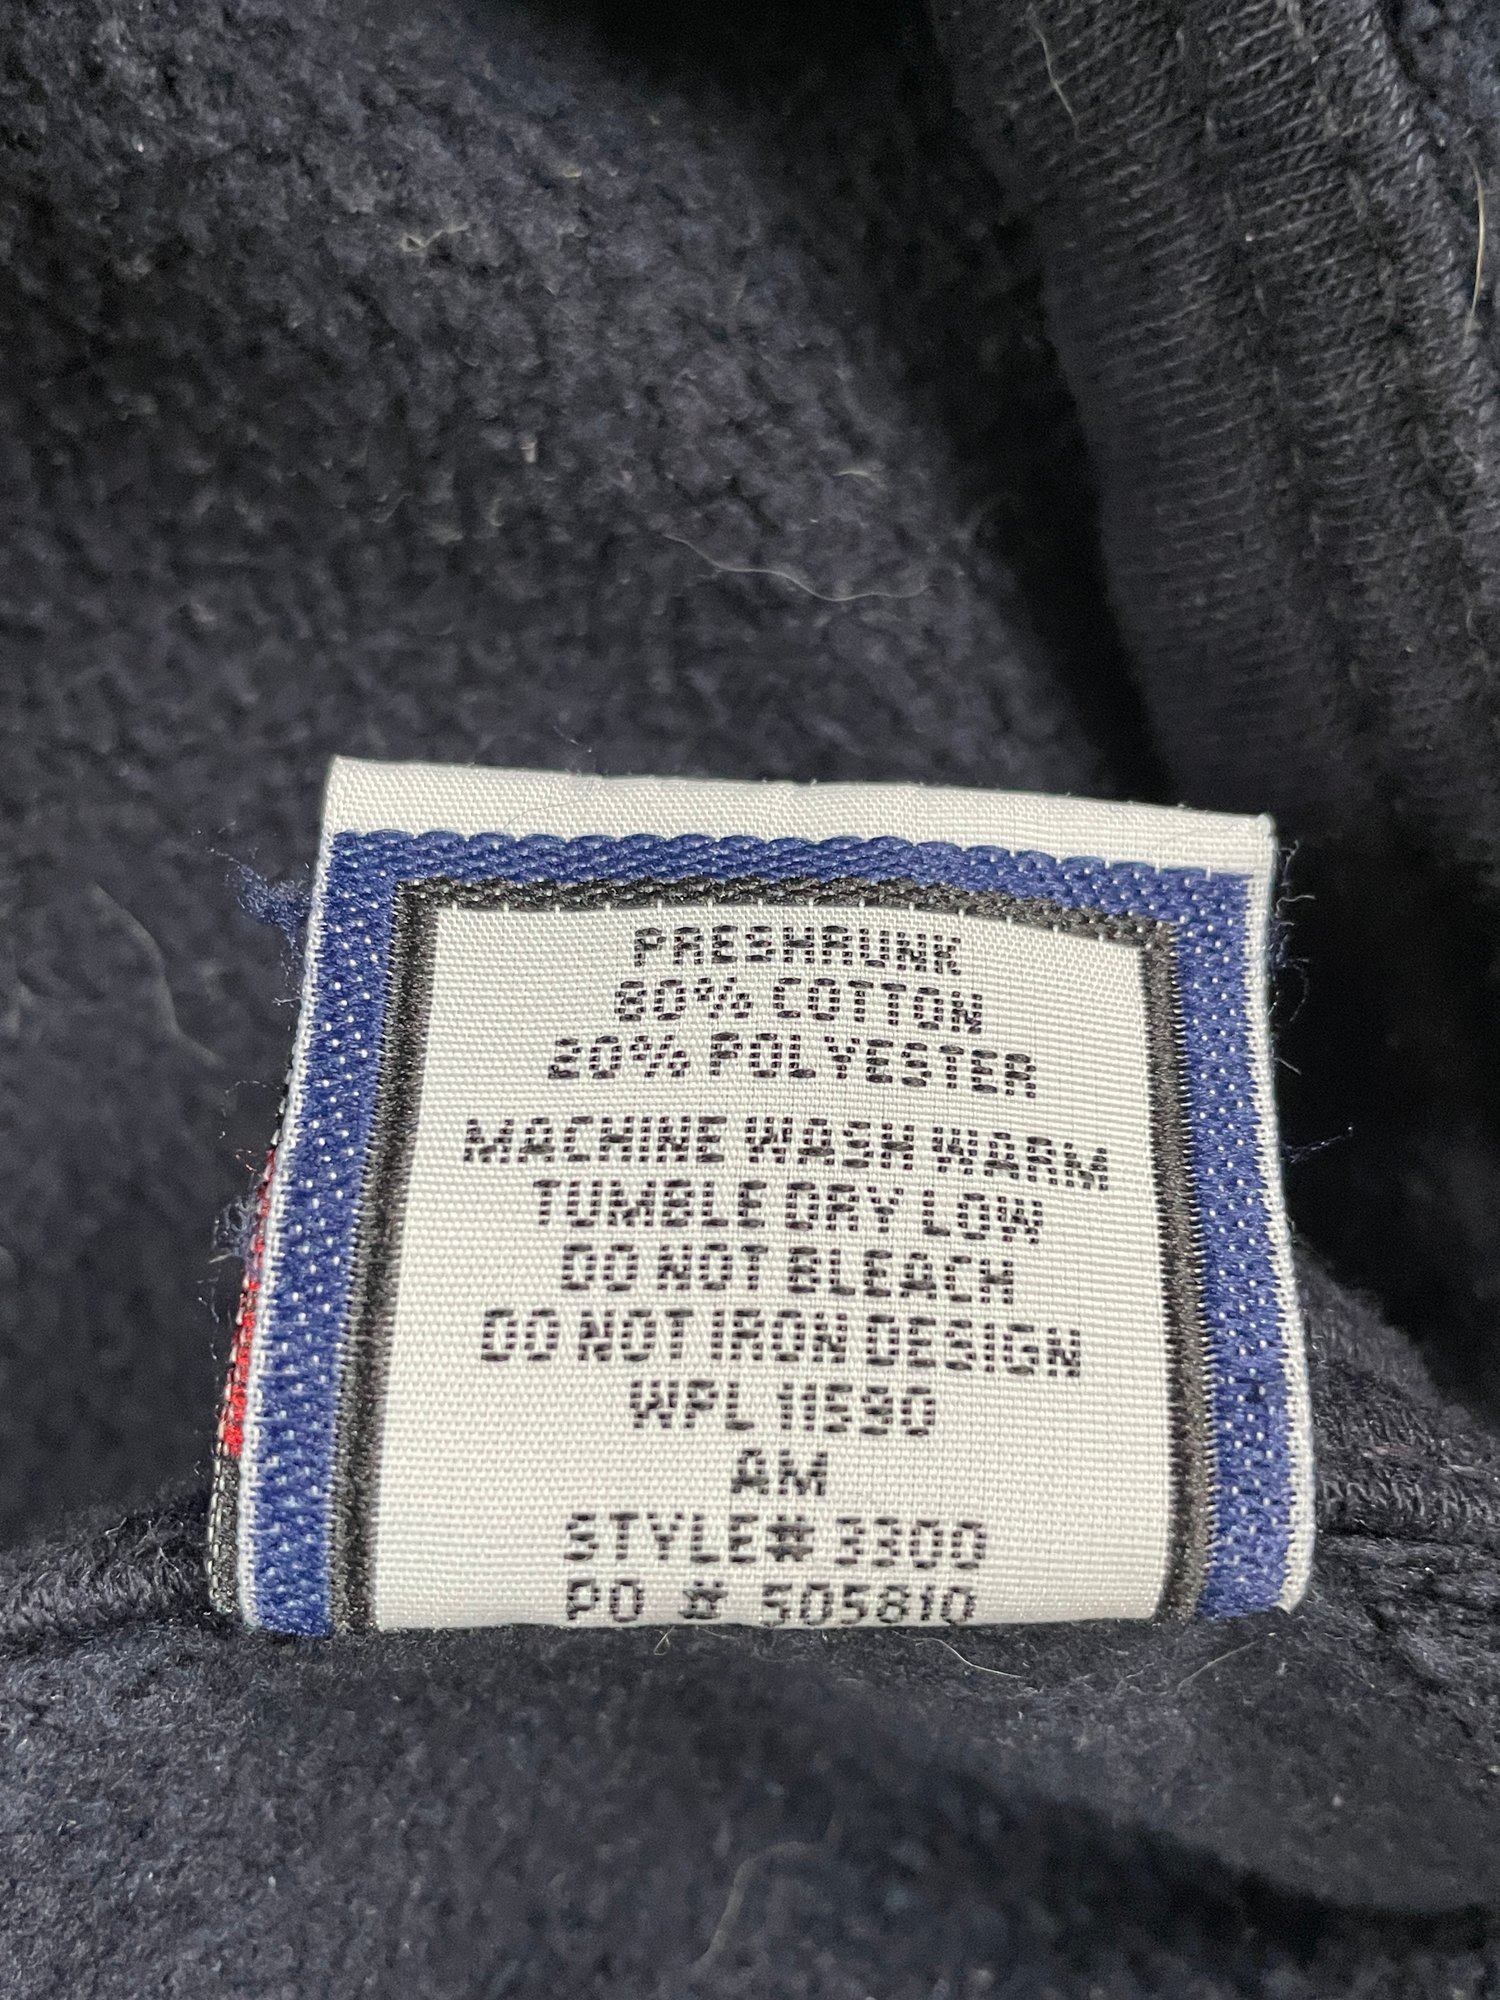 PRESHRUNK
80% COTTON
20% POLYESTER
MACHINE WASH WARM
TUMBLE DRY LOW
DO NOT BLEACH
DO NOT IRON DESIGN
WPL 11590
AM
STYLE# 3300
PO # 505810